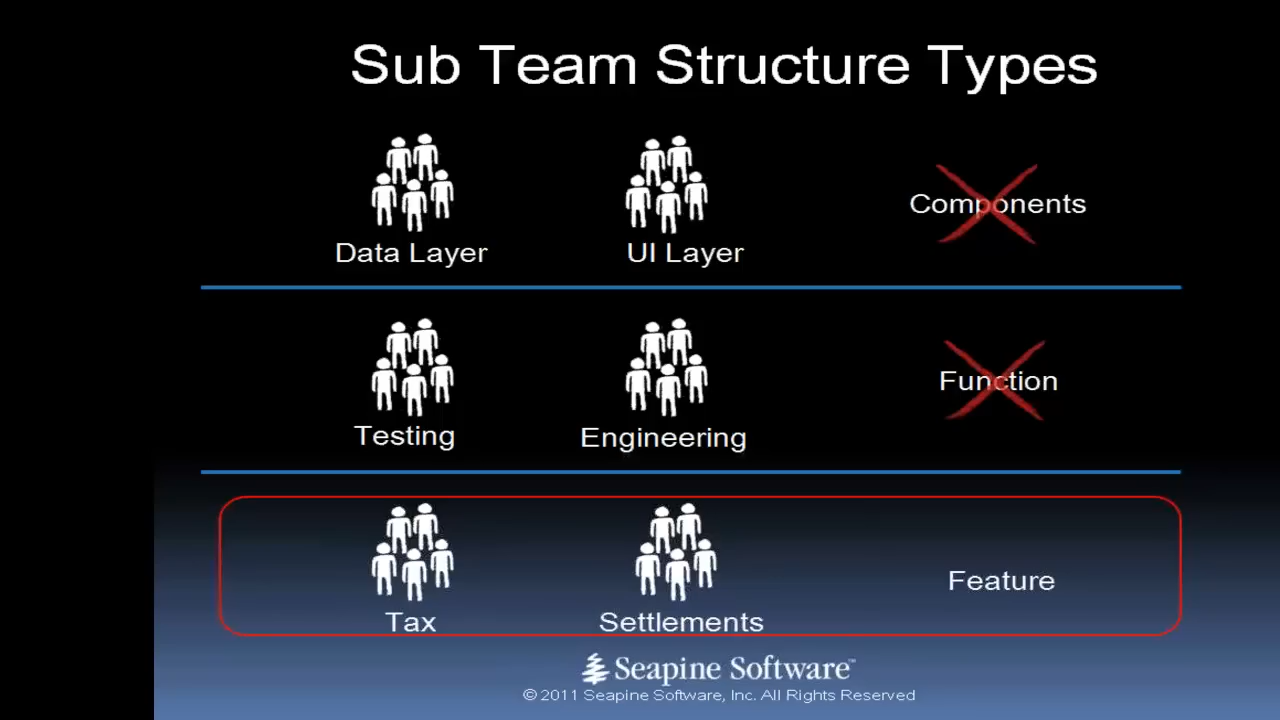 Sub Team Structure Types
Components
Data Layer
UI Layer
Function
Testing
Engineering
Feature
Tax
Settlements
Seapine Software™
© 2011 Seapine Software, Inc. All Rights Reserved